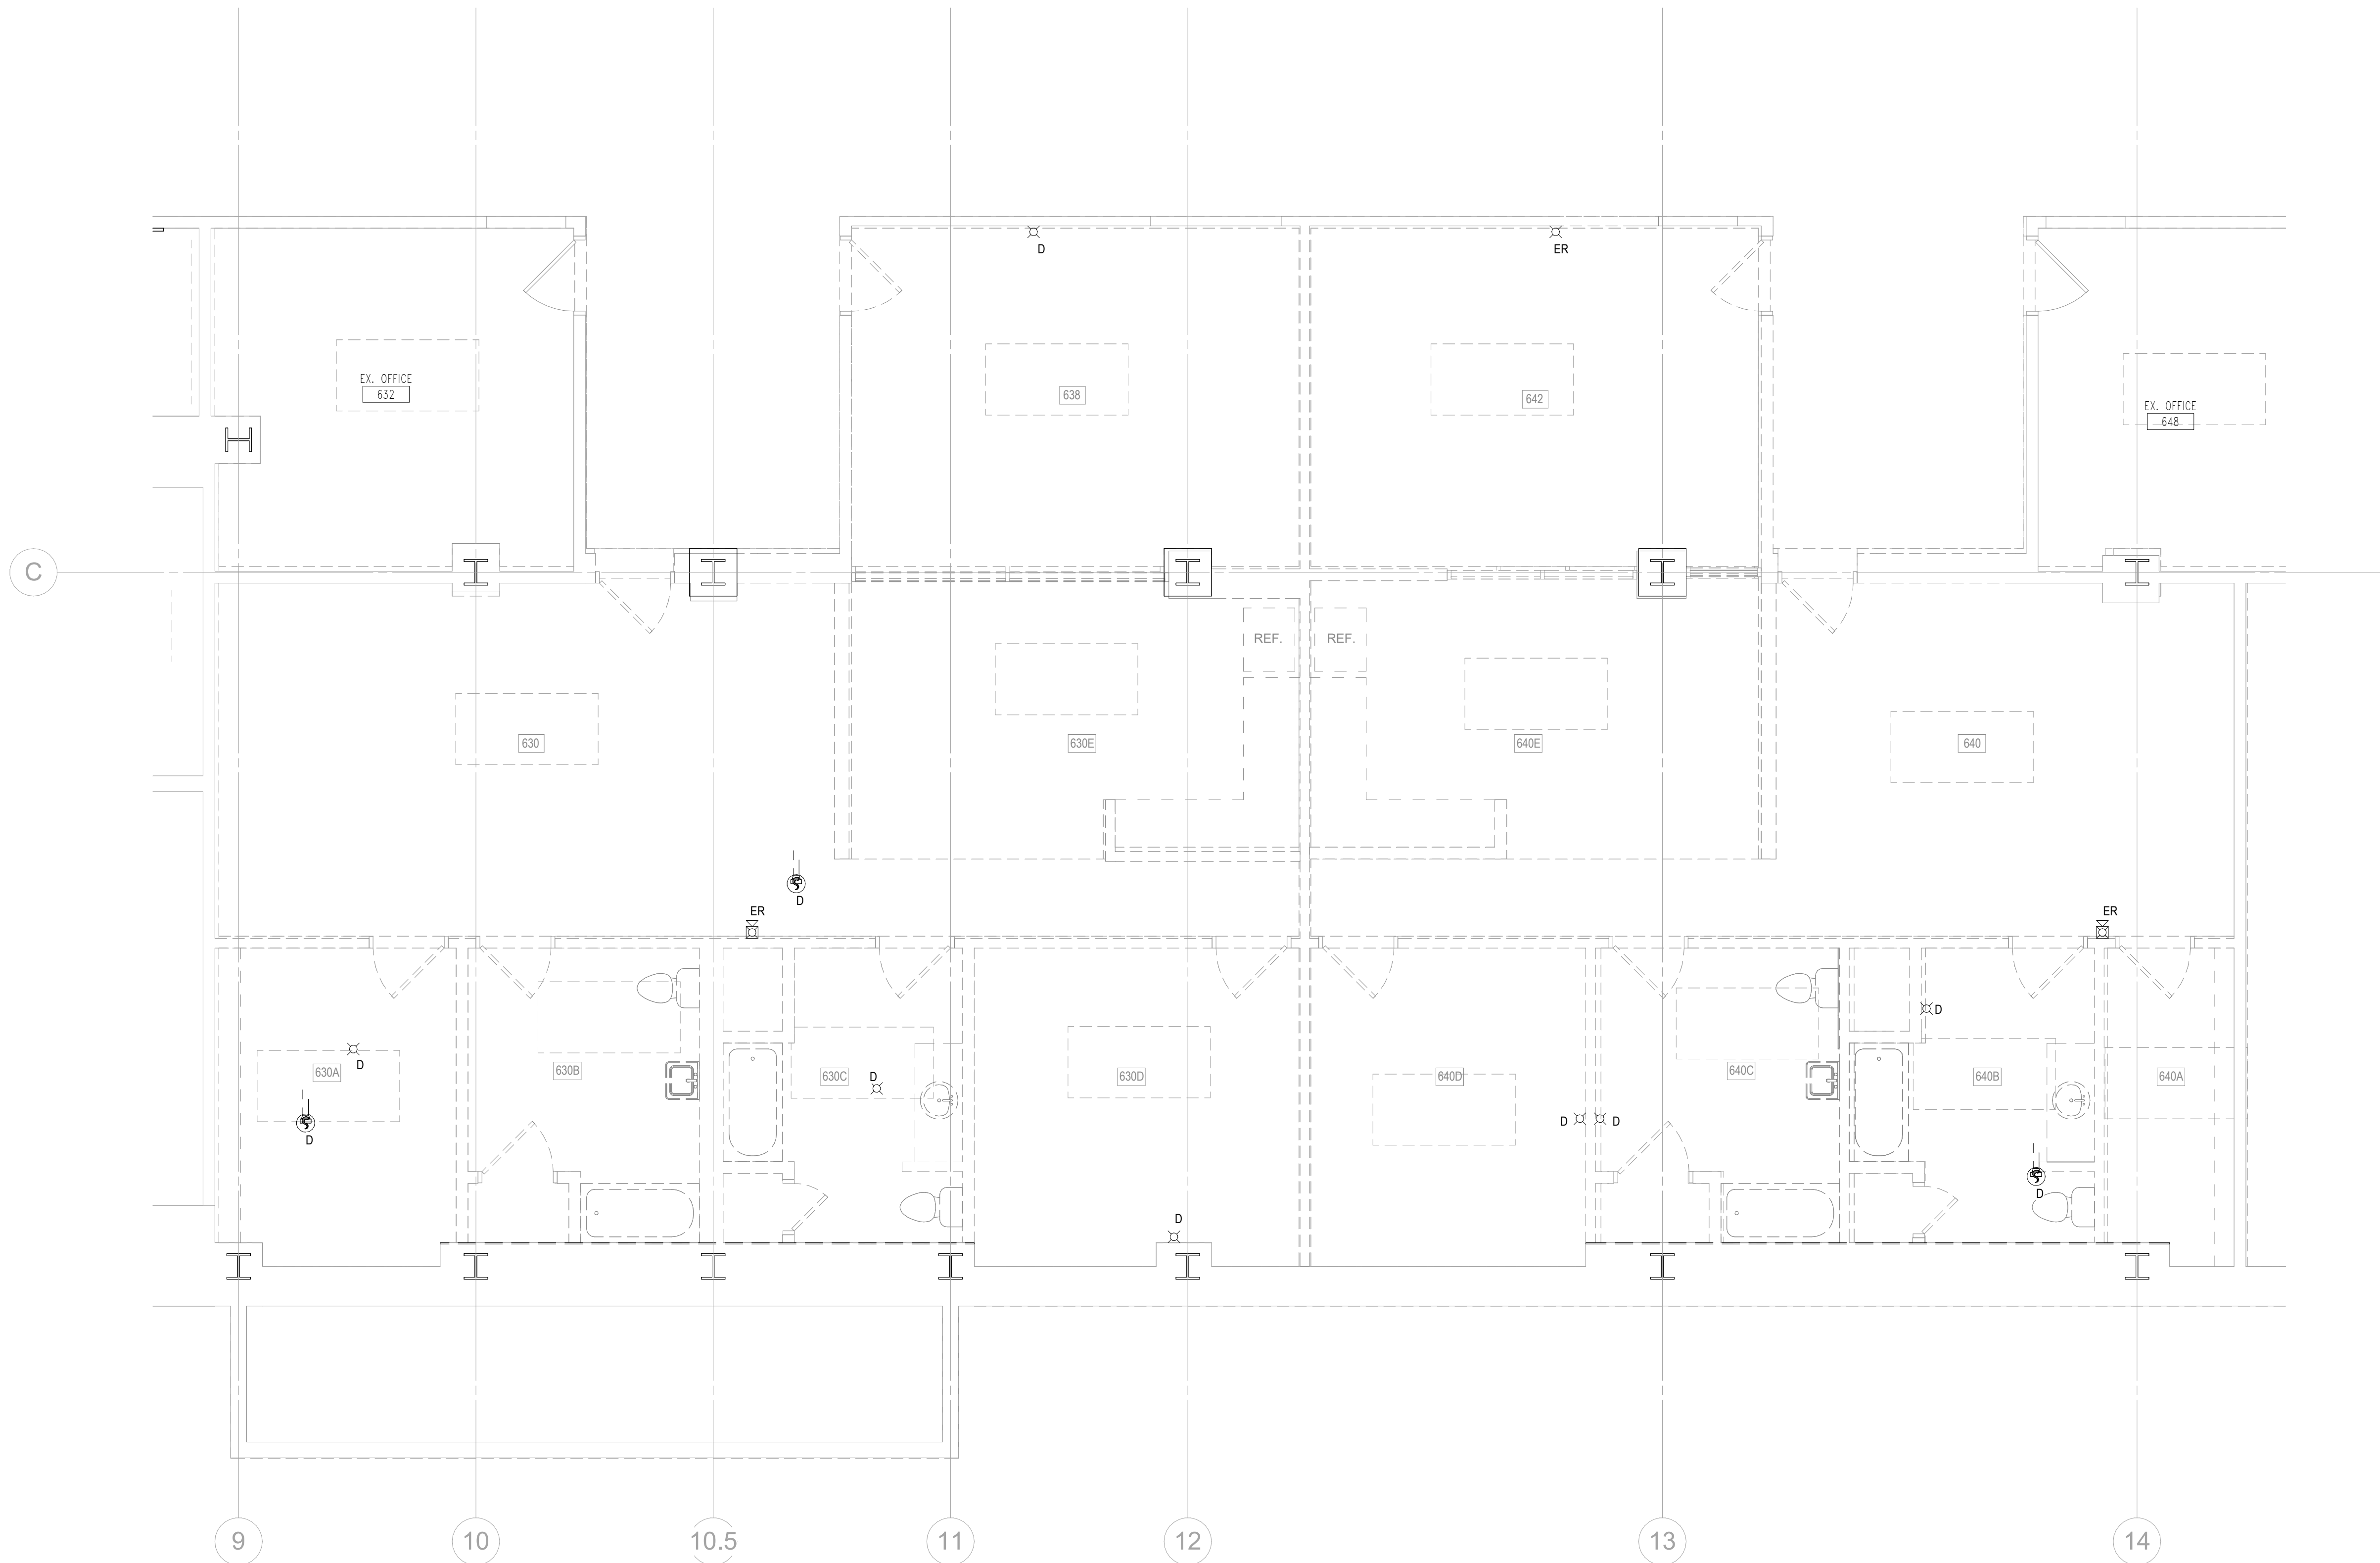 D
ER
EX. OFFICE
632
638
642
EX. OFFICE
648
C
REF.
REF.
630
630E
640E
640
D
ER
ER
D
630A
D
630B
D
630C
630D
640D
640C
640B
640A
D
D
D
D
D
D
9
10
10.5
11
12
13
14